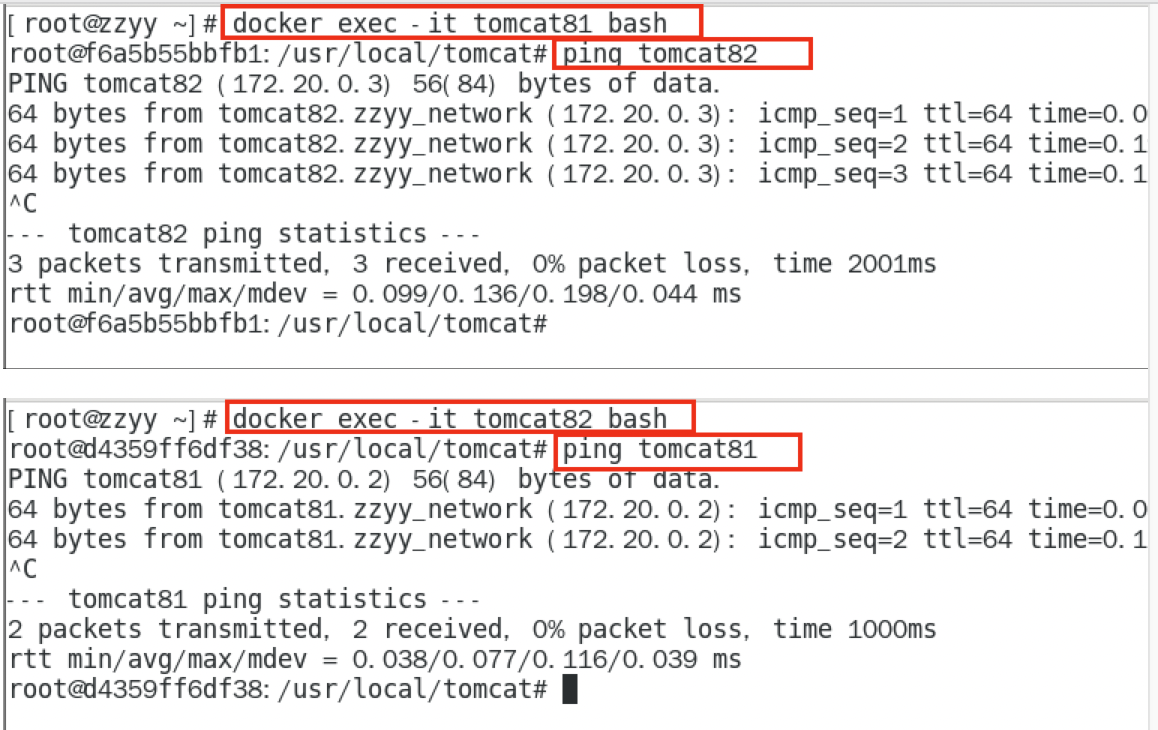 [root@zzyy ~]# docker exec -it tomcat81 bash
root@f6a5b55bbfb1:/usr/local/tomcat# ping tomcat82
PING tomcat82 (172.20.0.3) 56(84) bytes of data.
64 bytes from tomcat82.zzyy_network (172.20.0.3): icmp_seq=1 ttl=64 time=0.0
64 bytes from tomcat82.zzyy_network (172.20.0.3): icmp_seq=2 ttl=64 time=0.1
64 bytes from tomcat82.zzyy_network (172.20.0.3): icmp_seq=3 ttl=64 time=0.1
^C
--- tomcat82 ping statistics ---
3 packets transmitted, 3 received, 0% packet loss, time 2001ms
rtt min/avg/max/mdev = 0.099/0.136/0.198/0.044 ms
root@f6a5b55bbfb1:/usr/local/tomcat#
[root@zzyy ~]# docker exec -it tomcat82 bash
root@d4359ff6df38:/usr/local/tomcat# ping tomcat81
PING tomcat81 (172.20.0.2) 56(84) bytes of data.
64 bytes from tomcat81.zzyy_network (172.20.0.2): icmp_seq=1 ttl=64 time=0.0
64 bytes from tomcat81.zzyy_network (172.20.0.2): icmp_seq=2 ttl=64 time=0.1
^C
--- tomcat81 ping statistics ---
2 packets transmitted, 2 received, 0% packet loss, time 1000ms
rtt min/avg/max/mdev = 0.038/0.077/0.116/0.039 ms
root@d4359ff6df38:/usr/local/tomcat#